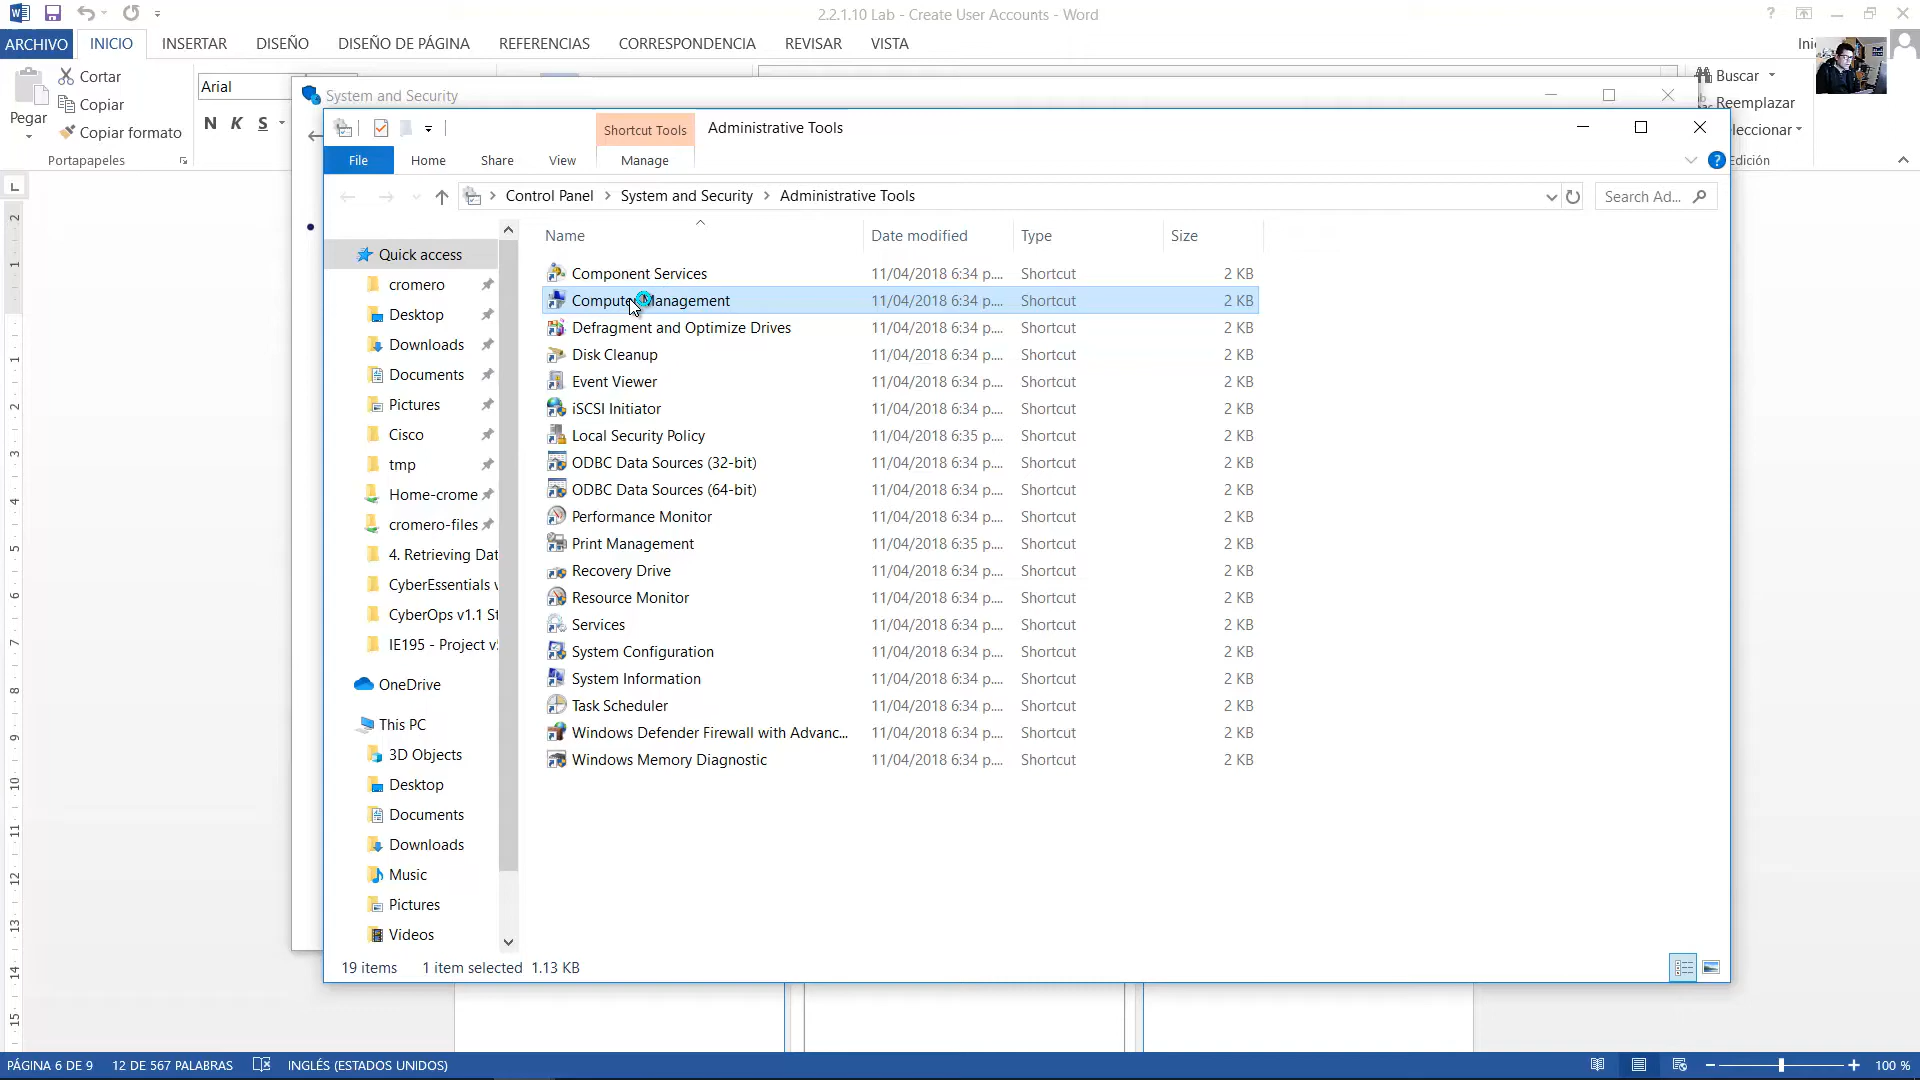 2.2.1.10 Lab - Create User Accounts - Word
ARCHIVO INICIO INSERTAR DISEÑO DISEÑO DE PÁGINA REFERENCIAS CORRESPONDENCIA REVISAR VISTA
Cortar
Copiar
Copiar formato
Pegar
Portapapeles
Arial
N K S
Buscar
Reemplazar
System and Security
Shortcut Tools Administrative Tools
File Home Share View Manage
Control Panel > System and Security > Administrative Tools
Search Ad...
Name Date modified Type Size
Quick access
cromero
Desktop
Downloads
Documents
Pictures
Cisco
tmp
Home-crome
cromero-files
4. Retrieving Dat
CyberEssentials v
CyberOps v1.1 St
IE195 - Project v
OneDrive
This PC
3D Objects
Desktop
Documents
Downloads
Music
Pictures
Videos
Component Services 11/04/2018 6:34 p.... Shortcut 2 KB
Computer Management 11/04/2018 6:34 p.... Shortcut 2 KB
Defragment and Optimize Drives 11/04/2018 6:34 p.... Shortcut 2 KB
Disk Cleanup 11/04/2018 6:34 p.... Shortcut 2 KB
Event Viewer 11/04/2018 6:34 p.... Shortcut 2 KB
iSCSI Initiator 11/04/2018 6:34 p.... Shortcut 2 KB
Local Security Policy 11/04/2018 6:35 p.... Shortcut 2 KB
ODBC Data Sources (32-bit) 11/04/2018 6:34 p.... Shortcut 2 KB
ODBC Data Sources (64-bit) 11/04/2018 6:34 p.... Shortcut 2 KB
Performance Monitor 11/04/2018 6:34 p.... Shortcut 2 KB
Print Management 11/04/2018 6:35 p.... Shortcut 2 KB
Recovery Drive 11/04/2018 6:34 p.... Shortcut 2 KB
Resource Monitor 11/04/2018 6:34 p.... Shortcut 2 KB
Services 11/04/2018 6:34 p.... Shortcut 2 KB
System Configuration 11/04/2018 6:34 p.... Shortcut 2 KB
System Information 11/04/2018 6:34 p.... Shortcut 2 KB
Task Scheduler 11/04/2018 6:34 p.... Shortcut 2 KB
Windows Defender Firewall with Advanc... 11/04/2018 6:34 p.... Shortcut 2 KB
Windows Memory Diagnostic 11/04/2018 6:34 p.... Shortcut 2 KB
19 items 1 item selected 1.13 KB
PÁGINA 6 DE 9 12 DE 567 PALABRAS INGLÉS (ESTADOS UNIDOS) 100 %